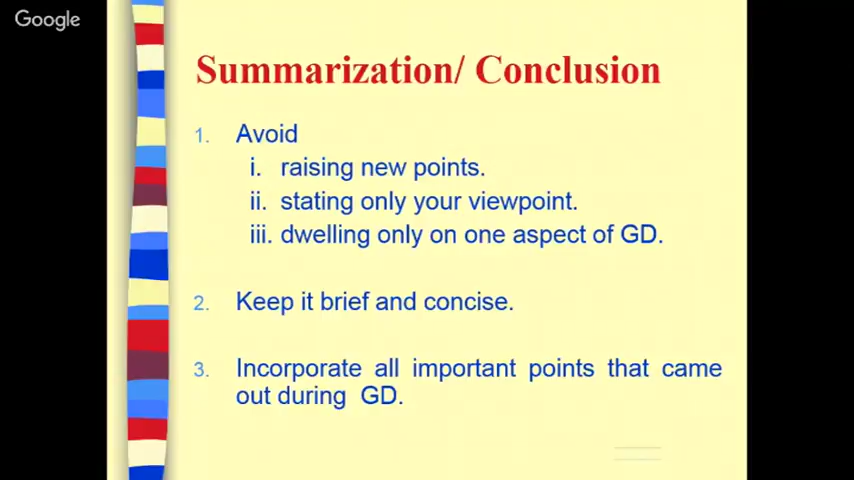 Google
Summarization/ Conclusion
1. Avoid
i. raising new points.
ii. stating only your viewpoint.
iii. dwelling only on one aspect of GD.
2. Keep it brief and concise.
3. Incorporate all important points that came
out during GD.